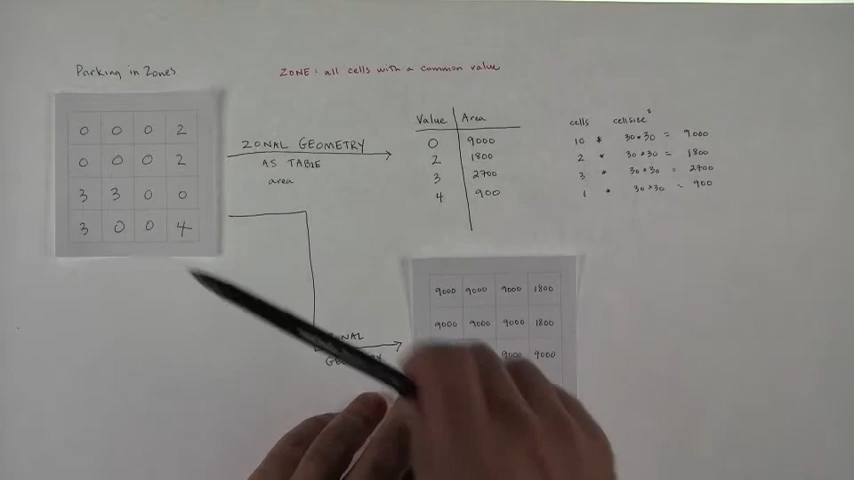 Parking in Zones
ZONE: all cells with a common value
0 0 0 2
0 0 0 2
3 3 0 0
3 0 0 4
ZONAL GEOMETRY
AS TABLE
area
Value Area
0 9000
2 1800
3 2700
4 900
cells cellsize²
10 * 30*30 = 9000
2 * 30*30 = 1800
3 * 30*30 = 2700
1 * 30*30 = 900
9000 9000 9000 1800
9000 9000 9000 1800
9000 9000